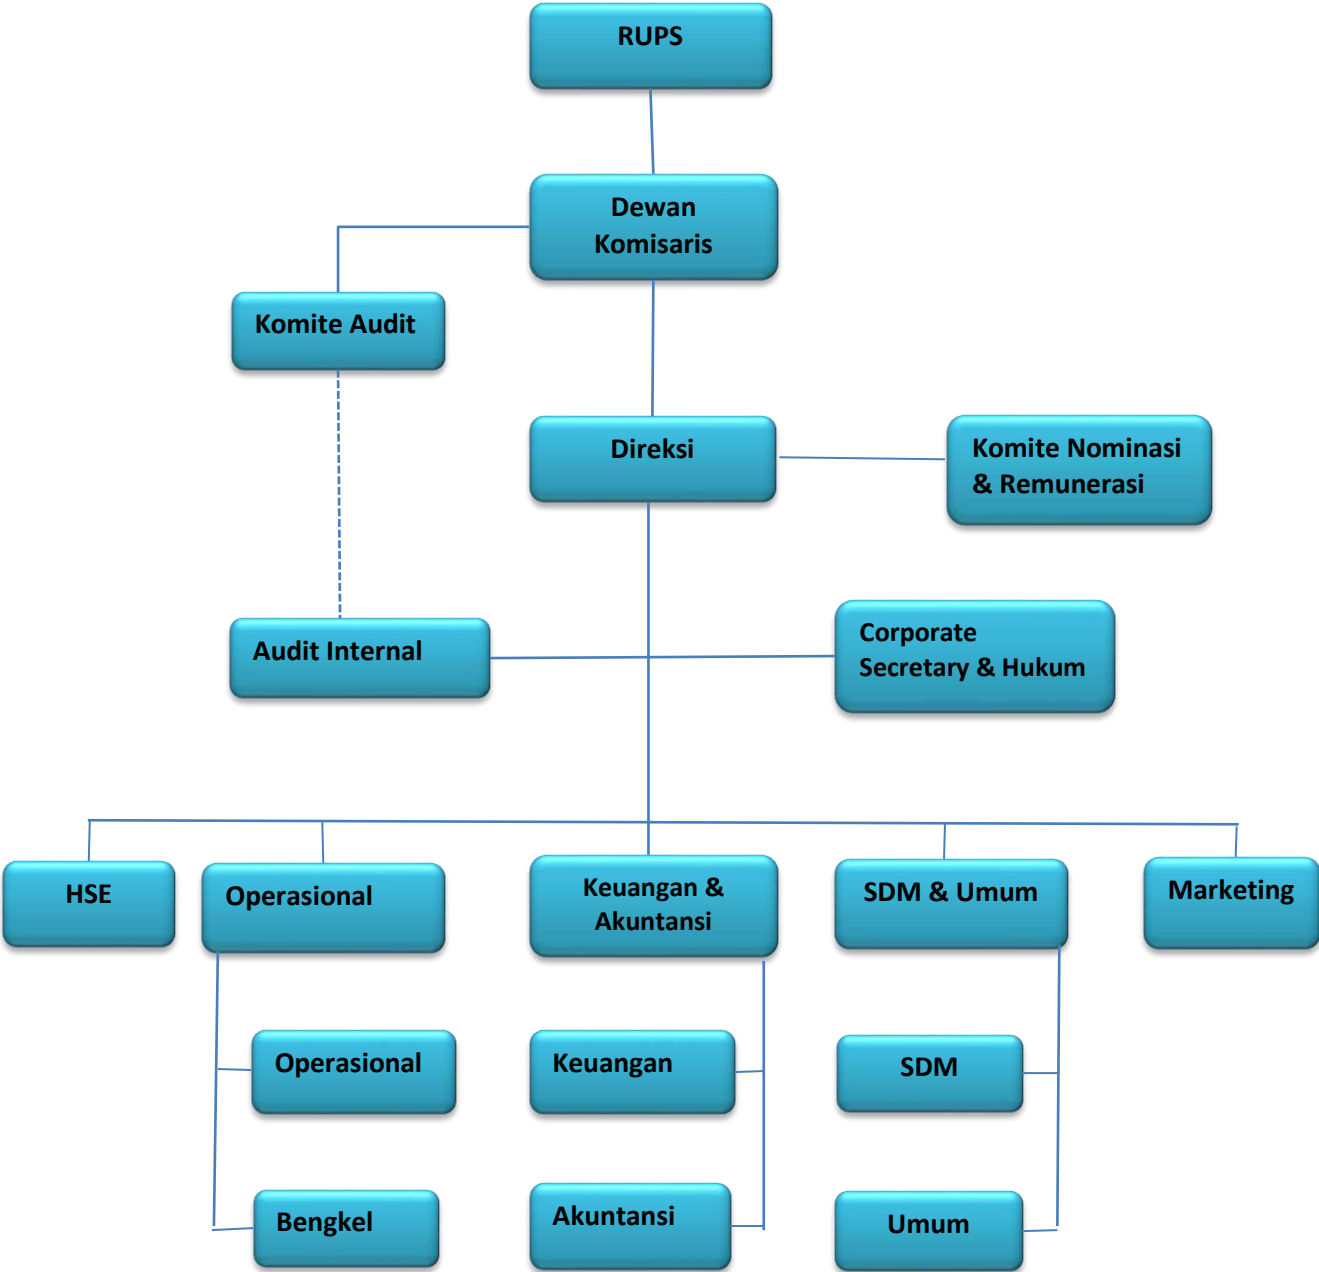 RUPS
Dewan
Komisaris
Komite Audit
Direksi
Komite Nominasi
& Remunerasi
Audit Internal
Corporate
Secretary & Hukum
HSE
Operasional
Keuangan &
Akuntansi
SDM & Umum
Marketing
Operasional
Keuangan
SDM
Bengkel
Akuntansi
Umum